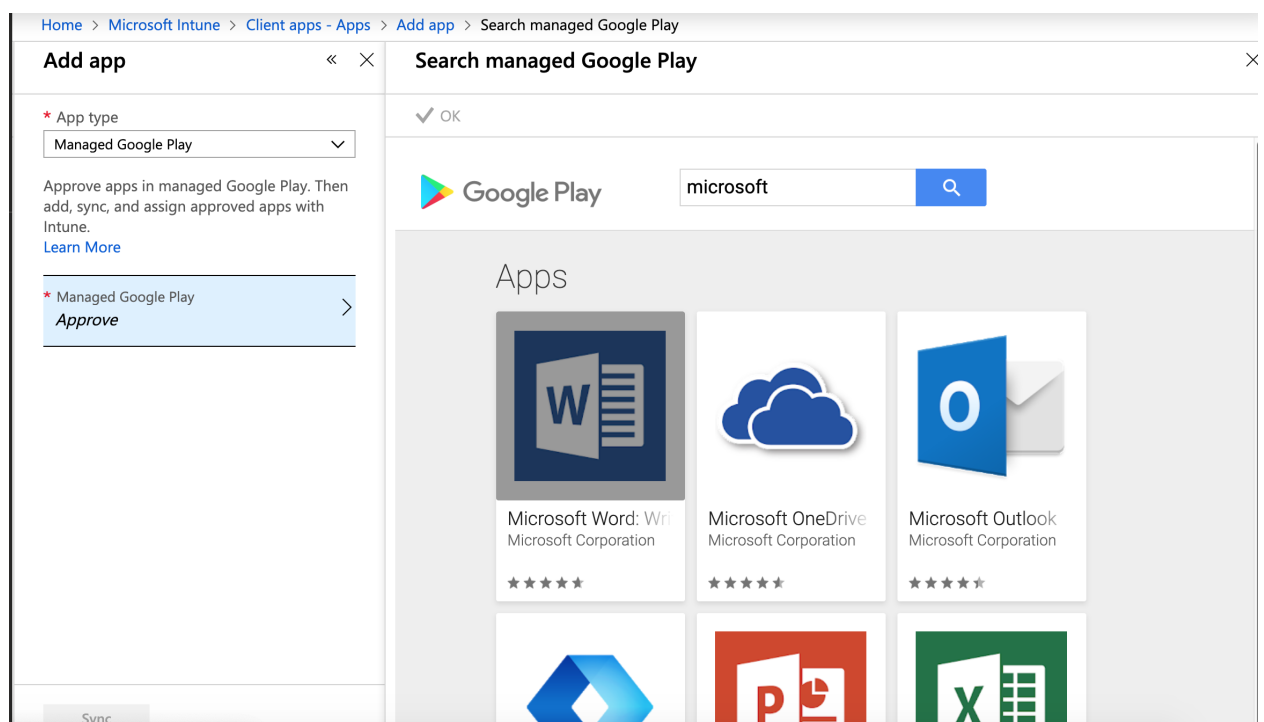 Home > Microsoft Intune > Client apps - Apps > Add app > Search managed Google Play
Add app
« ×
* App type
Managed Google Play
Approve apps in managed Google Play. Then
add, sync, and assign approved apps with
Intune.
Learn More
* Managed Google Play
Approve
Sync
Search managed Google Play
OK
Google Play
microsoft
Apps
W
O
Microsoft Word: Wri
Microsoft OneDrive
Microsoft Outlook
Microsoft Corporation
Microsoft Corporation
Microsoft Corporation
P
X